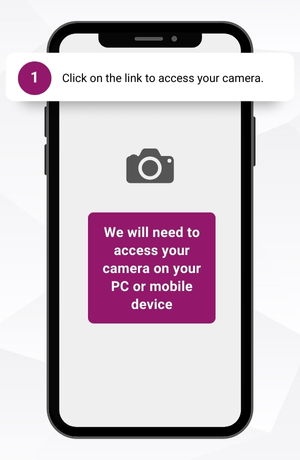 1
Click on the link to access your camera.
We will need to
access your
camera on your
PC or mobile
device